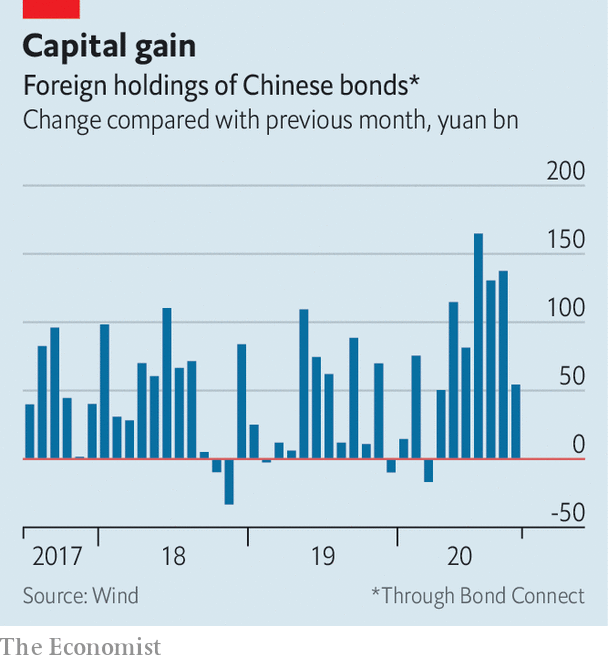 Capital gain
Foreign holdings of Chinese bonds*
Change compared with previous month, yuan bn
200
150
100
50
0
-50
2017 18 19 20
Source: Wind *Through Bond Connect
The Economist